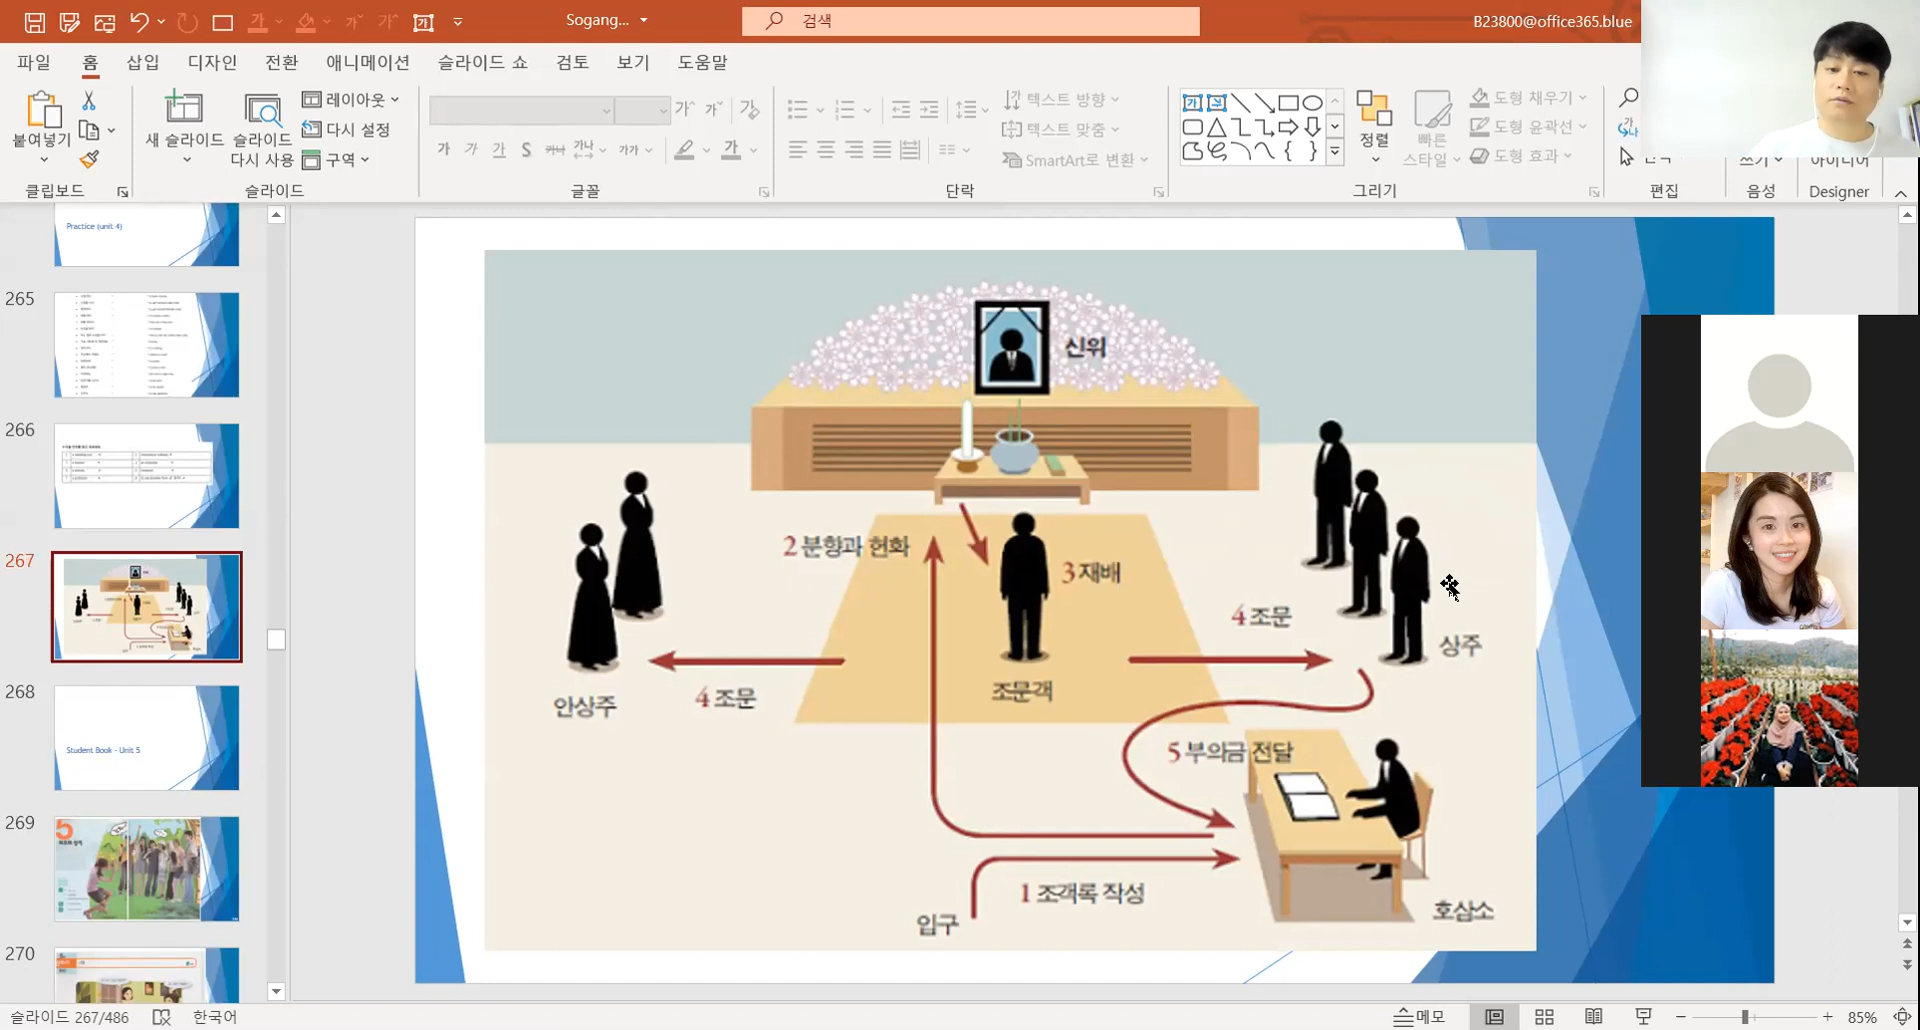 Sogang...
검색
B23800@office365.blue
파일 홈 삽입 디자인 전환 애니메이션 슬라이드 쇼 검토 보기 도움말
붙여넣기
새 슬라이드
슬라이드 다시 사용
레이아웃
다시 설정
구역
텍스트 방향
텍스트 맞춤
SmartArt로 변환
정렬
빠른 스타일
도형 채우기
도형 윤곽선
도형 효과
클립보드 슬라이드 글꼴 단락 그리기 편집 음성 Designer
Practice (unit 4)
265
266
267
268
Student Book - Unit 5
269
5
270
신위
2 분향과 헌화
3 재배
4 조문
상주
조문객
안상주
4 조문
5 부의금 전달
1 조객록 작성
입구
호상소
슬라이드 267/486 한국어
메모
85%